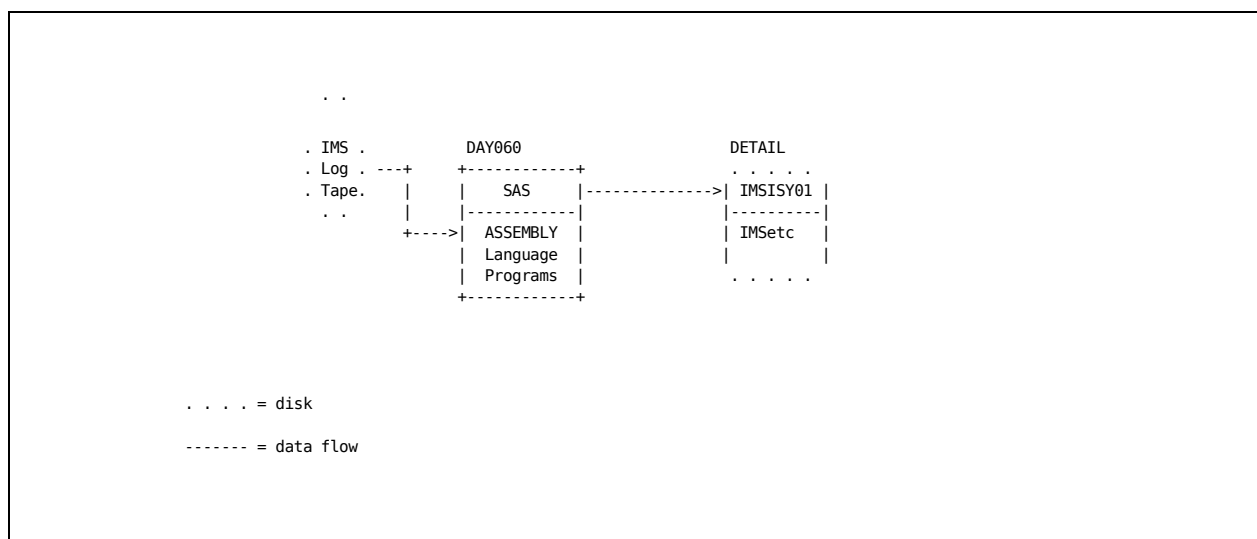 . .
. IMS .            DAY060                          DETAIL
. Log . ---+     +------------+                . . . . .
. Tape.    |     |    SAS     |-------------->| IMSISY01 |
  . .      |     |------------|               |----------|
           +---->|  ASSEMBLY  |               | IMSetc   |
                 |  Language  |               |          |
                 |  Programs  |                . . . . .
                 +------------+
. . . . = disk
------- = data flow